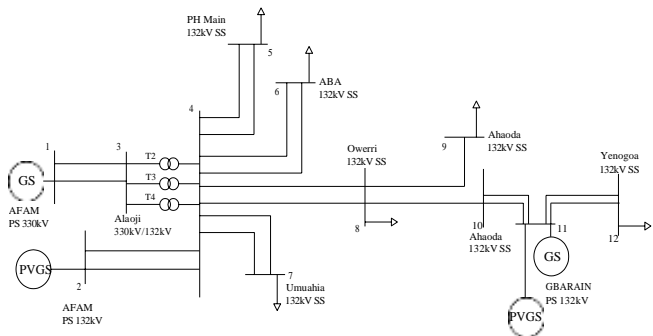 PH Main
132kV SS
5
ABA
132kV SS
6
4
1
3
T2
T3
T4
GS
AFAM
PS 330kV
Alaoji
330kV/132kV
PVGS
2
AFAM
PS 132kV
7
Umuahia
132kV SS
Owerri
132kV SS
8
Ahaoda
132kV SS
9
10
Ahaoda
132kV SS
11
GS
GBARAIN
PS 132kV
PVGS
Yenogoa
132kV SS
12